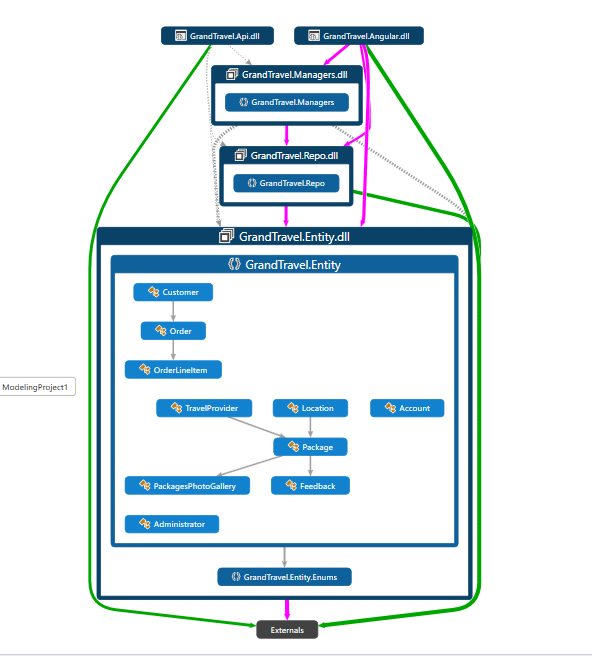 GrandTravel.Api.dll
GrandTravel.Angular.dll
GrandTravel.Managers.dll
GrandTravel.Managers
GrandTravel.Repo.dll
GrandTravel.Repo
GrandTravel.Entity.dll
GrandTravel.Entity
Customer
Order
OrderLineItem
ModelingProject1
TravelProvider
Location
Account
Package
PackagesPhotoGallery
Feedback
Administrator
GrandTravel.Entity.Enums
Externals